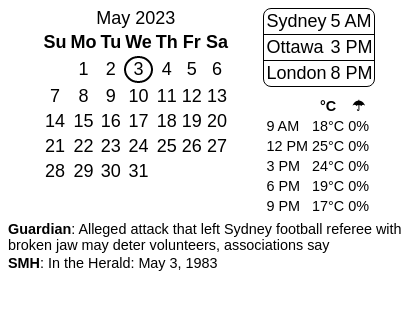 May 2023
Su Mo Tu We Th Fr Sa
1 2 3 4 5 6
7 8 9 10 11 12 13
14 15 16 17 18 19 20
21 22 23 24 25 26 27
28 29 30 31
Sydney 5 AM
Ottawa 3 PM
London 8 PM
°C ☂
9 AM 18°C 0%
12 PM 25°C 0%
3 PM 24°C 0%
6 PM 19°C 0%
9 PM 17°C 0%
Guardian: Alleged attack that left Sydney football referee with
broken jaw may deter volunteers, associations say
SMH: In the Herald: May 3, 1983